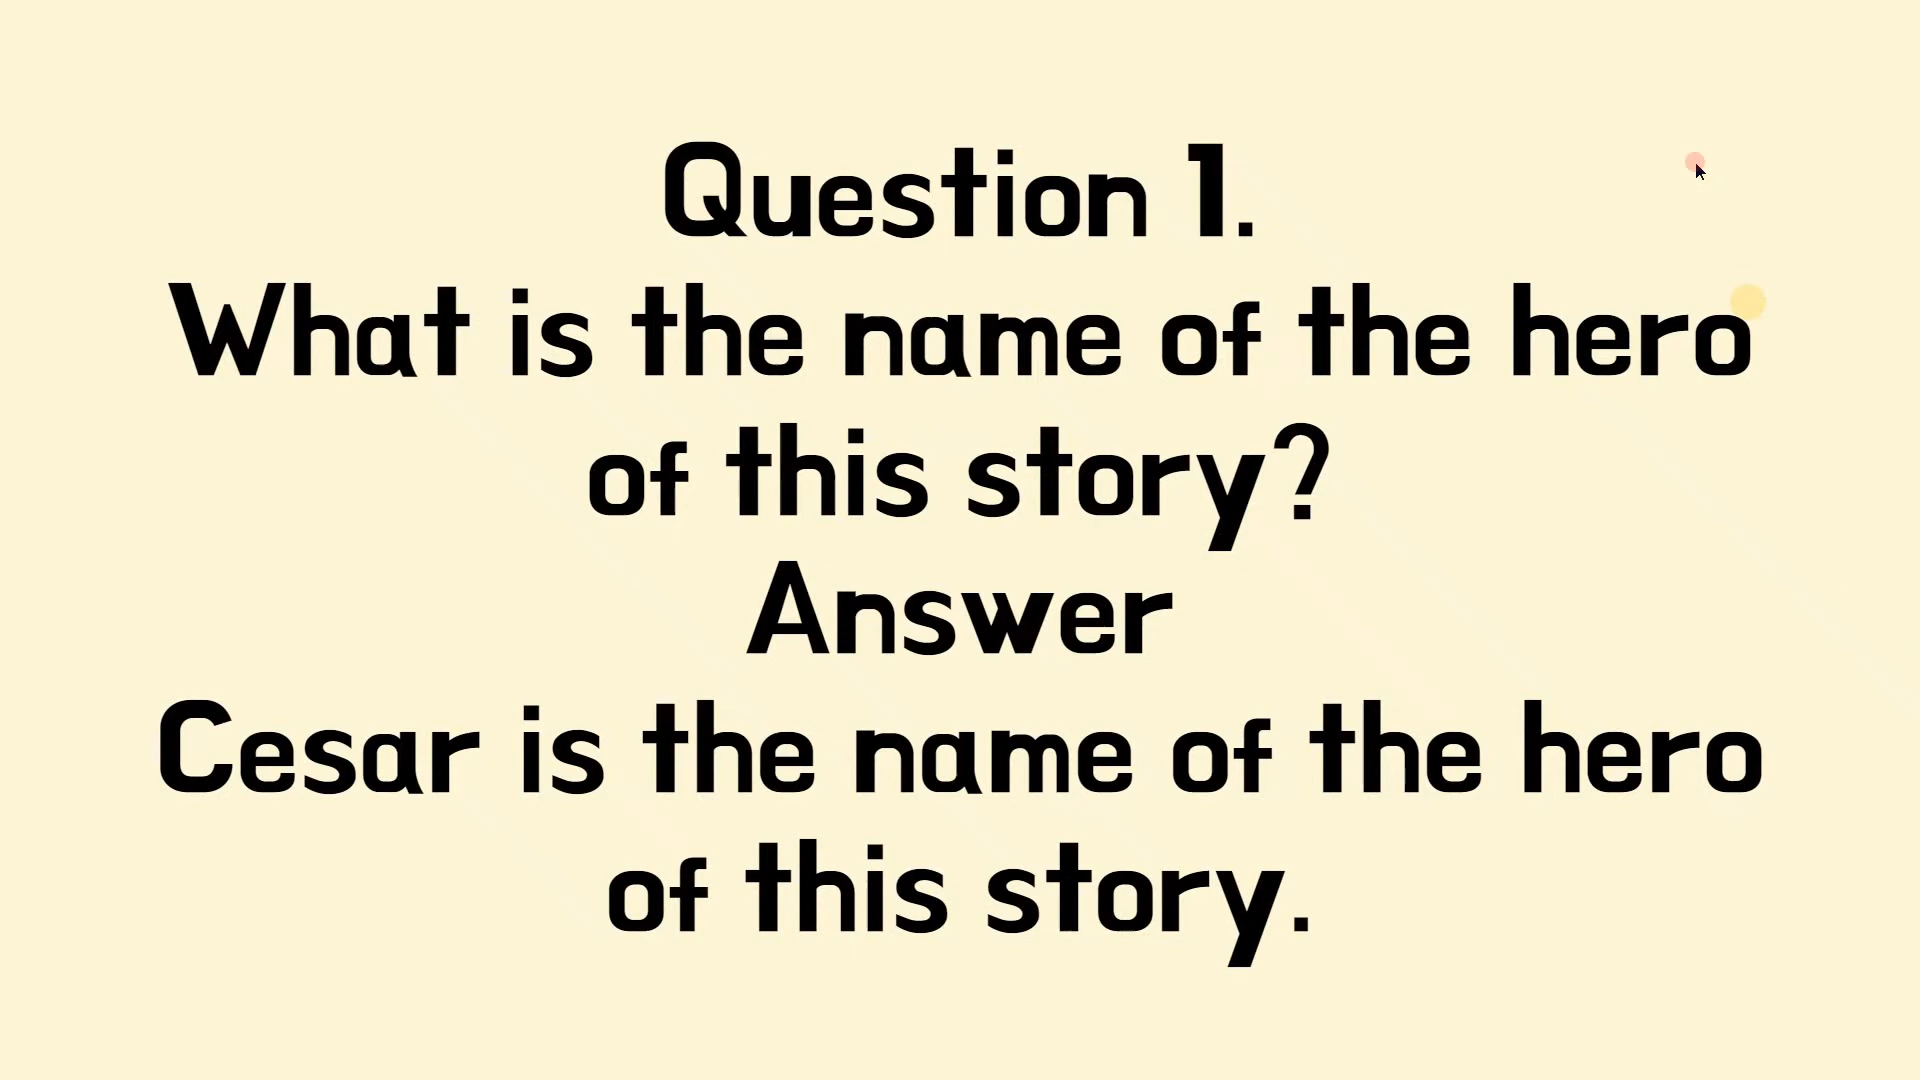 Question 1.
What is the name of the hero
of this story?
Answer
Cesar is the name of the hero
of this story.